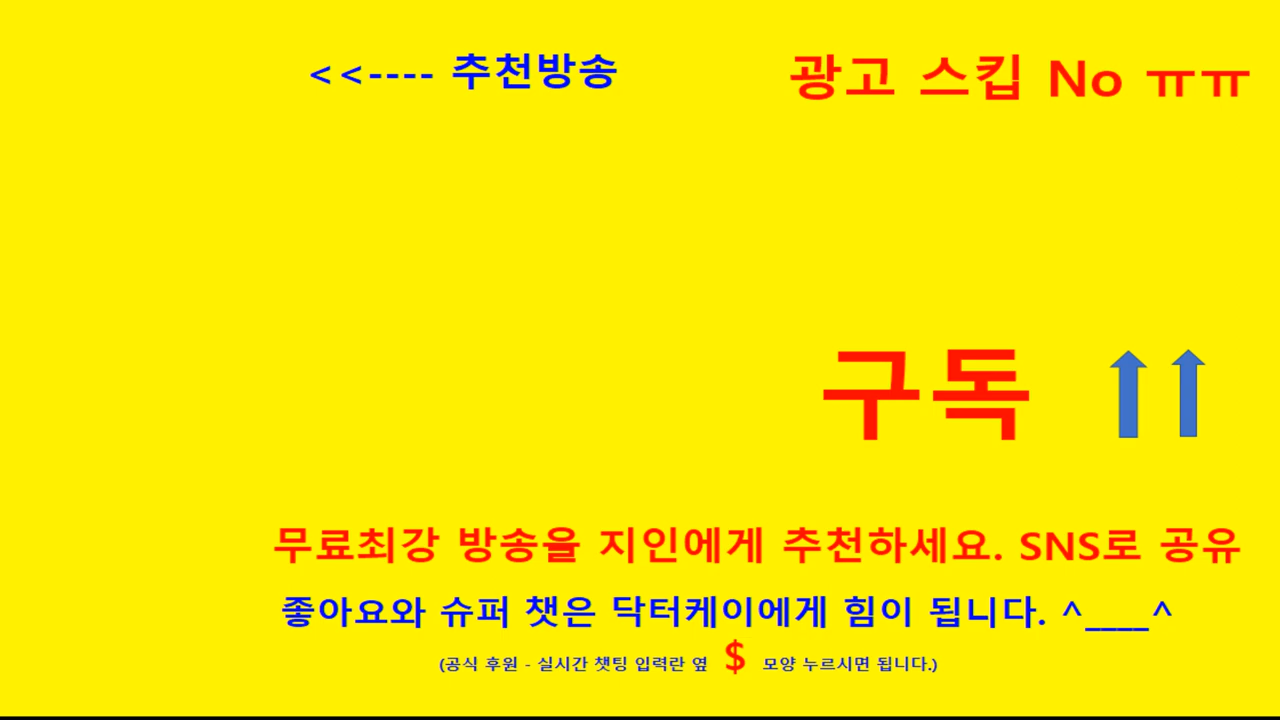 <<---- 추천방송
광고 스킵 No ㅠㅠ
구독
무료최강 방송을 지인에게 추천하세요. SNS로 공유
좋아요와 슈퍼 챗은 닥터케이에게 힘이 됩니다. ^____^
(공식 후원 - 실시간 챗팅 입력란 옆 $ 모양 누르시면 됩니다.)